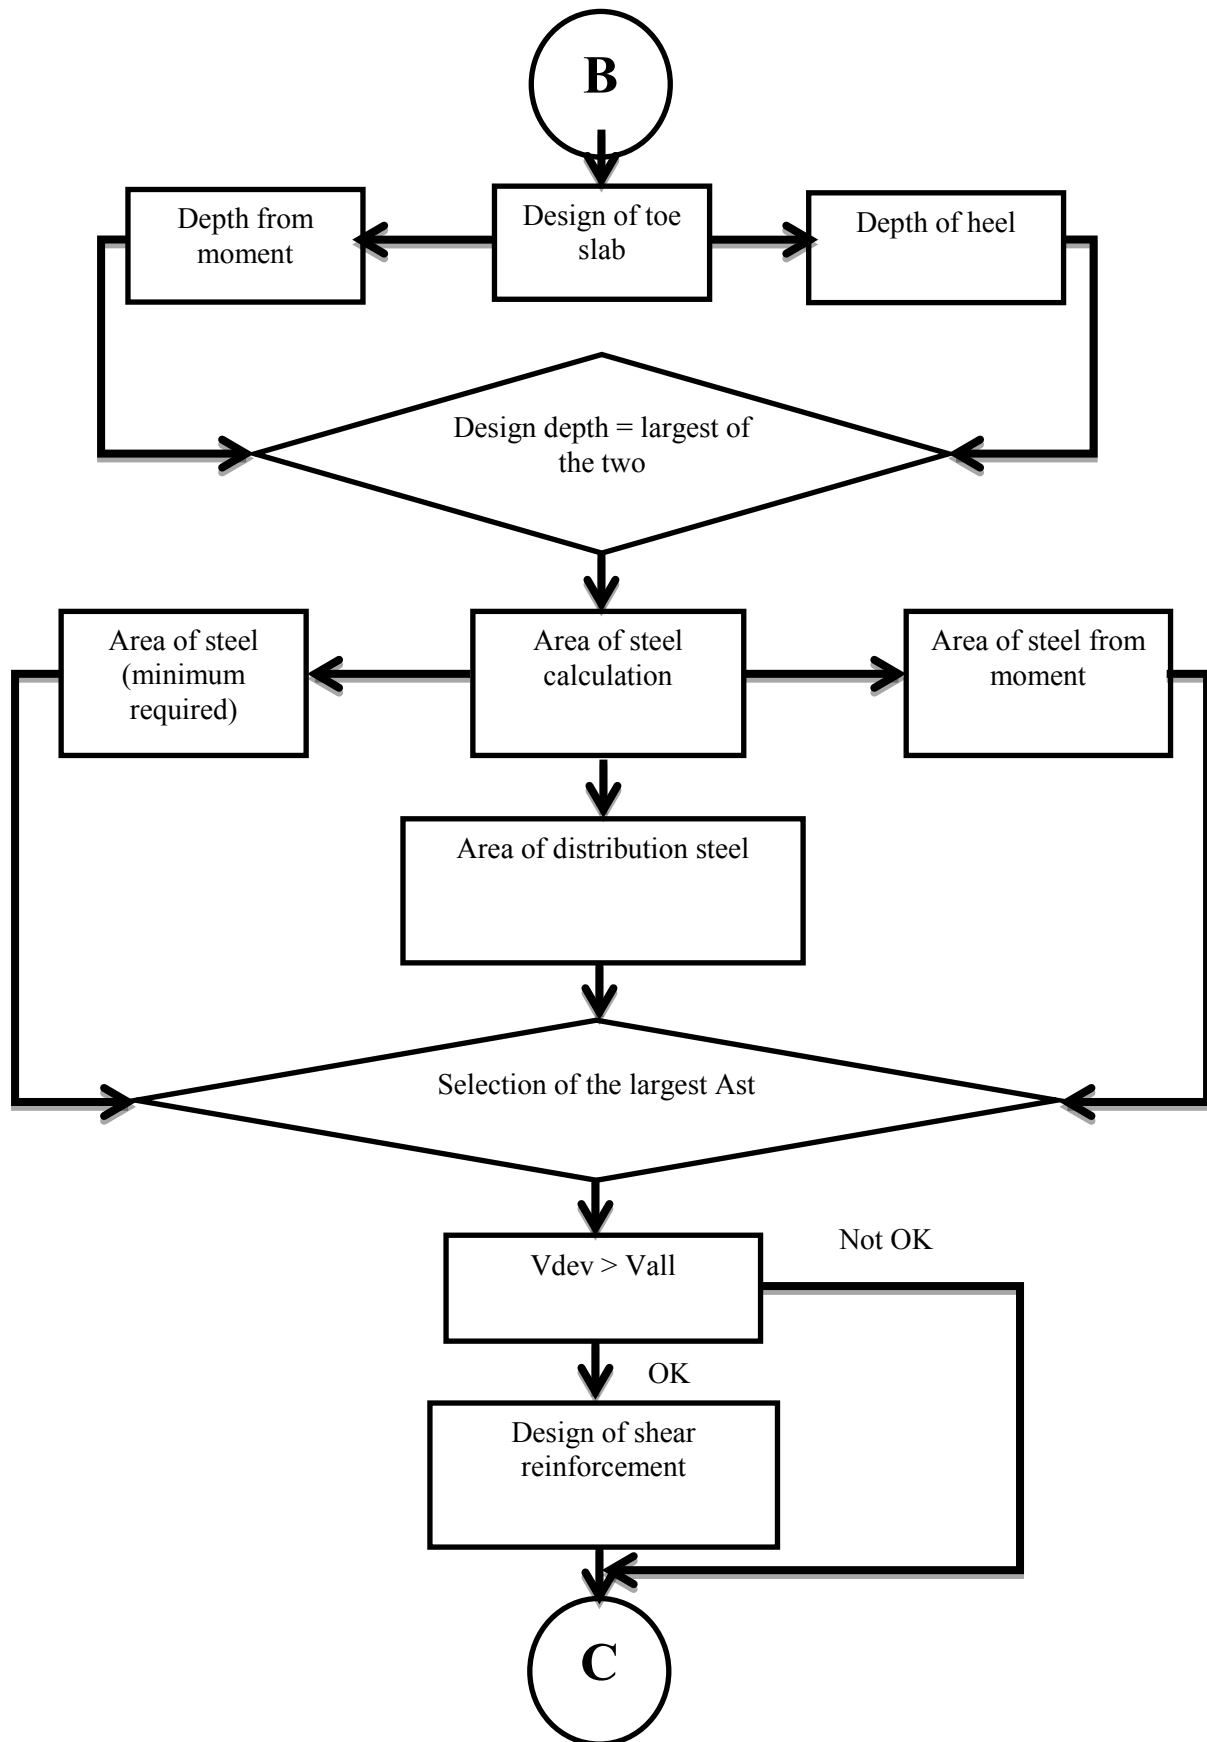 B
Depth from
moment
Design of toe
slab
Depth of heel
Design depth = largest of
the two
Area of steel
(minimum
required)
Area of steel
calculation
Area of steel from
moment
Area of distribution steel
Selection of the largest Ast
Not OK
Vdev > Vall
OK
Design of shear
reinforcement
C